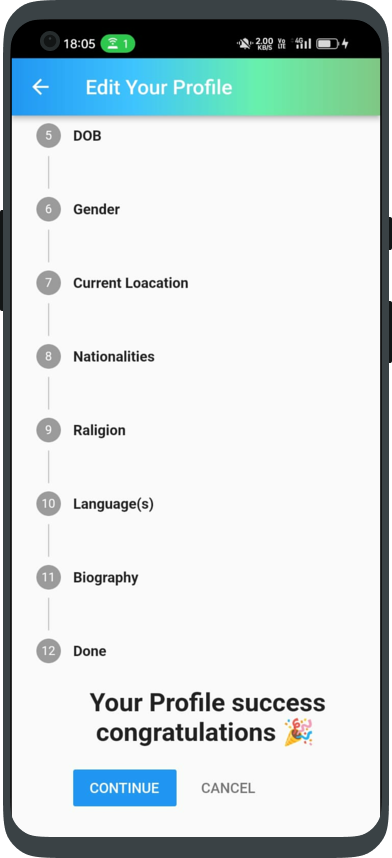 18:05 1 2.00 KB/S Vo LTE 4G
Edit Your Profile
5 DOB
6 Gender
7 Current Loacation
8 Nationalities
9 Raligion
10 Language(s)
11 Biography
12 Done
Your Profile success
congratulations 🎉
CONTINUE CANCEL